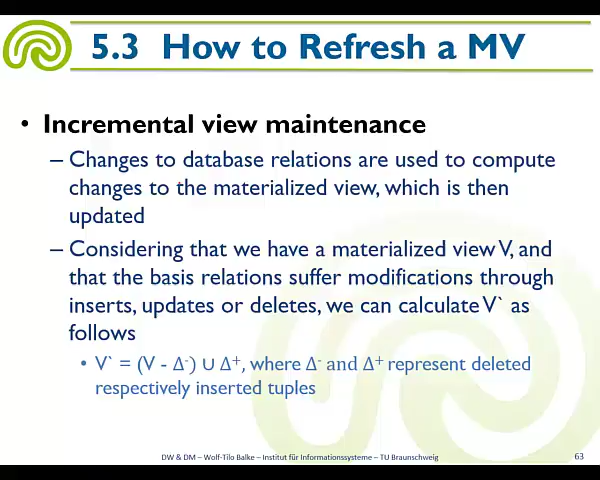 5.3 How to Refresh a MV
• Incremental view maintenance
– Changes to database relations are used to compute
changes to the materialized view, which is then
updated
– Considering that we have a materialized view V, and
that the basis relations suffer modifications through
inserts, updates or deletes, we can calculate V` as
follows
• V` = (V - Δ⁻) ∪ Δ⁺, where Δ⁻ and Δ⁺ represent deleted
respectively inserted tuples
DW & DM – Wolf-Tilo Balke – Institut für Informationssysteme – TU Braunschweig
63